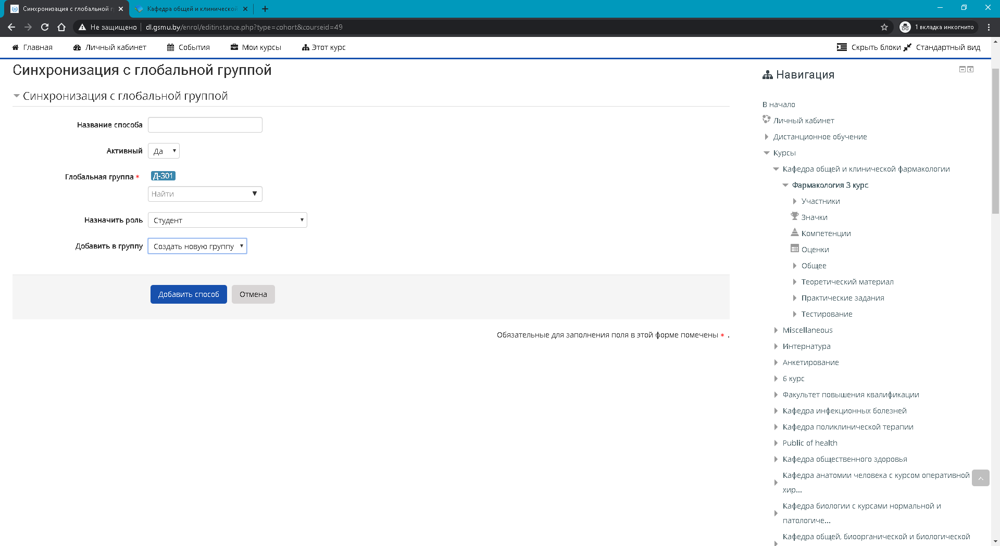 Синхронизация с глобальной г
Кафедра общей и клинической
Не защищено
dl.gsmu.by/enrol/editinstance.php?type=cohort&courseid=49
1 вкладка инкогнито
Главная
Личный кабинет
События
Мои курсы
Этот курс
Скрыть блоки
Стандартный вид
Синхронизация с глобальной группой
Синхронизация с глобальной группой
Название способа
Активный Да
Глобальная группа * Д-301
Найти
Назначить роль Студент
Добавить в группу Создать новую группу
Добавить способ Отмена
Обязательные для заполнения поля в этой форме помечены * .
Навигация
В начало
Личный кабинет
Дистанционное обучение
Курсы
Кафедра общей и клинической фармакологии
Фармакология 3 курс
Участники
Значки
Компетенции
Оценки
Общее
Теоретический материал
Практические задания
Тестирование
Miscellaneous
Интернатура
Анкетирование
6 курс
Факультет повышения квалификации
Кафедра инфекционных болезней
Кафедра поликлинической терапии
Public of health
Кафедра общественного здоровья
Кафедра анатомии человека с курсом оперативной
хир...
Кафедра биологии с курсами нормальной и
патологиче...
Кафедра общей, биоорганической и биологической